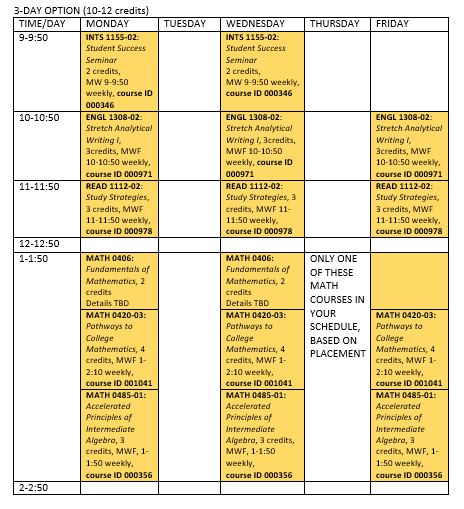 3-DAY OPTION (10-12 credits)
TIME/DAY MONDAY TUESDAY WEDNESDAY THURSDAY FRIDAY
9-9:50
INTS 1155-02:
Student Success
Seminar
2 credits,
MW 9-9:50
weekly, course ID
000346
INTS 1155-02:
Student Success
Seminar
2 credits,
MW 9-9:50 weekly,
course ID 000346
10-10:50
ENGL 1308-02:
Stretch Analytical
Writing I,
3credits, MWF
10-10:50 weekly,
course ID 000971
ENGL 1308-02:
Stretch Analytical
Writing I, 3credits,
MWF 10-10:50
weekly, course ID
000971
ENGL 1308-02:
Stretch Analytical
Writing I,
3credits, MWF
10-10:50 weekly,
course ID 000971
11-11:50
READ 1112-02:
Study Strategies,
3 credits, MWF
11-11:50 weekly,
course ID 000978
READ 1112-02:
Study Strategies,
3 credits, MWF 11-
11:50 weekly,
course ID 000978
READ 1112-02:
Study Strategies,
3 credits, MWF
11-11:50 weekly,
course ID 000978
12-12:50
1-1:50
MATH 0406:
Fundamentals of
Mathematics, 2
credits
Details TBD
MATH 0406:
Fundamentals of
Mathematics, 2
credits
Details TBD
ONLY ONE
OF THESE
MATH
COURSES IN
YOUR
SCHEDULE,
BASED ON
PLACEMENT
MATH 0420-03:
Pathways to
College
Mathematics, 4
credits, MWF 1-
2:10 weekly,
course ID 001041
MATH 0420-03:
Pathways to
College
Mathematics, 4
credits, MWF 1-
2:10 weekly,
course ID 001041
MATH 0420-03:
Pathways to
College
Mathematics, 4
credits, MWF 1-
2:10 weekly,
course ID 001041
MATH 0485-01:
Accelerated
Principles of
Intermediate
Algebra, 3
credits, MWF, 1-
1:50 weekly,
course ID 000356
MATH 0485-01:
Accelerated
Principles of
Intermediate
Algebra, 3 credits,
MWF, 1-1:50
weekly,
course ID 000356
MATH 0485-01:
Accelerated
Principles of
Intermediate
Algebra, 3
credits, MWF, 1-
1:50 weekly,
course ID 000356
2-2:50